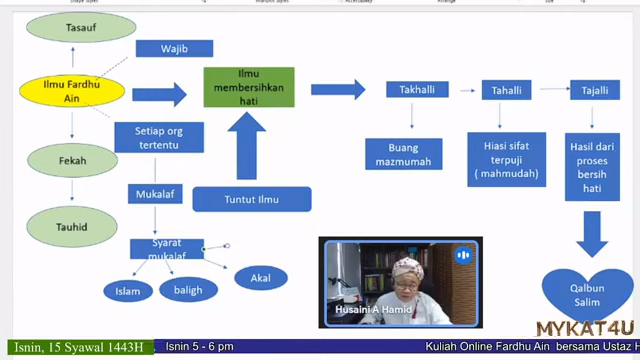 Tasauf
Wajib
Ilmu Fardhu
Ain
Ilmu
membersihkan
hati
Takhalli
Tahalli
Tajalli
Setiap org
tertentu
Buang
mazmumah
Hiasi sifat
terpuji
( mahmudah)
Hasil dari
proses
bersih
hati
Fekah
Mukalaf
Tuntut Ilmu
Tauhid
Syarat
mukalaf
Islam
baligh
Akal
Qalbun
Salim
Husaini A Hamid
MYKAT4U
Isnin, 15 Syawal 1443H
Isnin 5 - 6 pm
Kuliah Online Fardhu Ain bersama Ustaz H